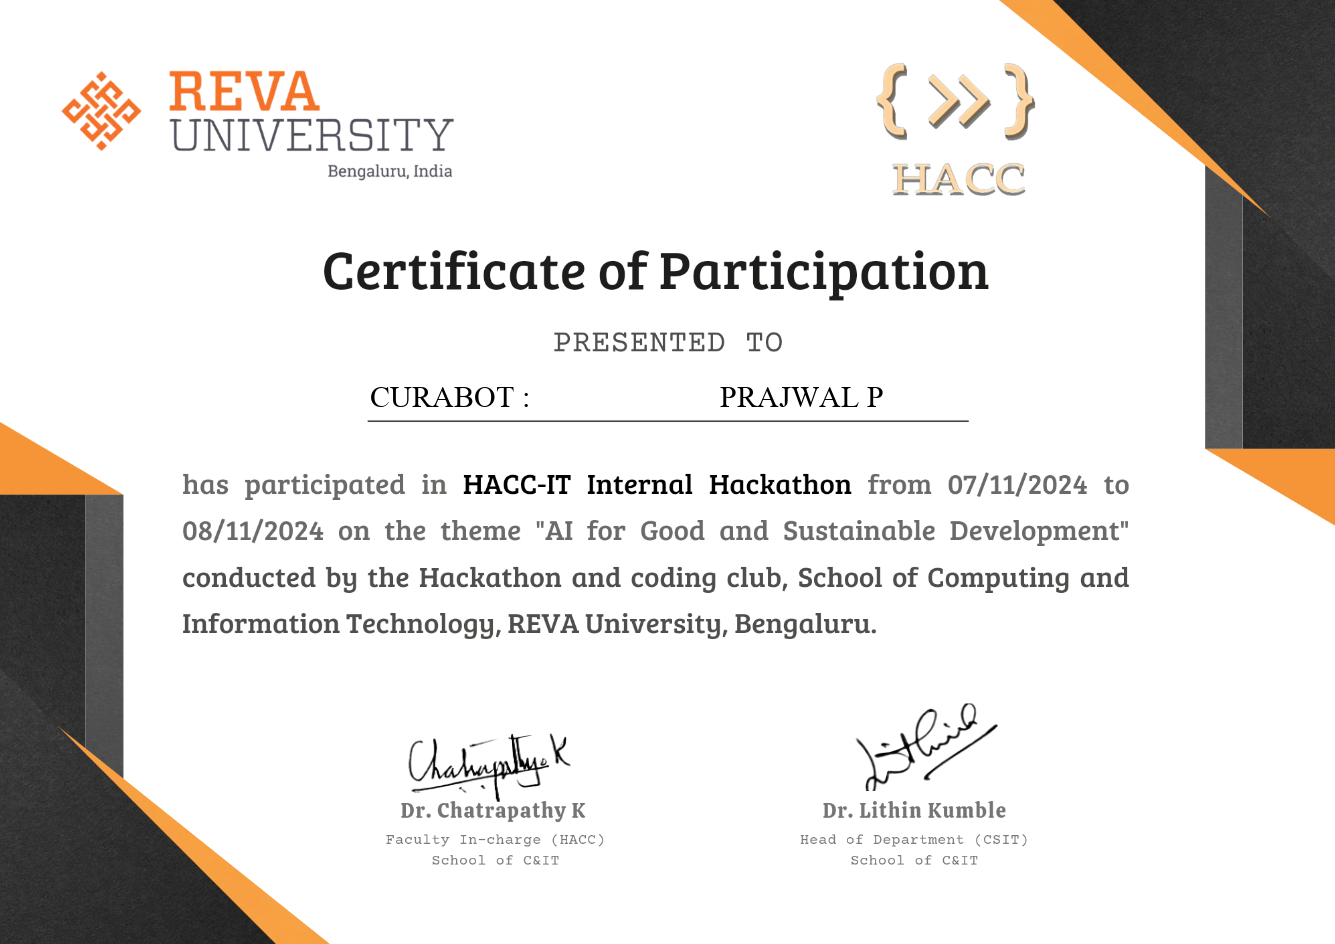 REVA
UNIVERSITY
Bengaluru, India
{ >> }
HACC
Certificate of Participation
PRESENTED TO
CURABOT : PRAJWAL P
has participated in HACC-IT Internal Hackathon from 07/11/2024 to
08/11/2024 on the theme "AI for Good and Sustainable Development"
conducted by the Hackathon and coding club, School of Computing and
Information Technology, REVA University, Bengaluru.
Chatrapathy K
Lithin
Dr. Chatrapathy K
Dr. Lithin Kumble
Faculty In-charge (HACC)
Head of Department (CSIT)
School of C&IT
School of C&IT